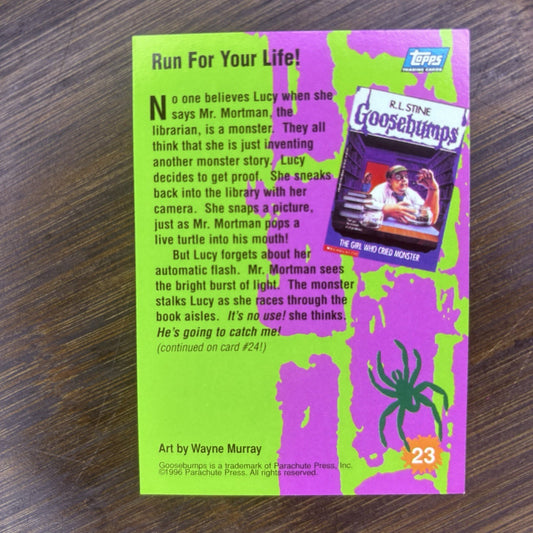 Run For Your Life!
topps
TRADING CARDS
No one believes Lucy when she
says Mr. Mortman, the
librarian, is a monster. They all
think that she is just inventing
another monster story. Lucy
decides to get proof. She sneaks
back into the library with her
camera. She snaps a picture,
just as Mr. Mortman pops a
live turtle into his mouth!
But Lucy forgets about her
automatic flash. Mr. Mortman sees
the bright burst of light. The monster
stalks Lucy as she races through the
book aisles. It's no use! she thinks.
He's going to catch me!
(continued on card #24!)
R.L. STINE
Goosebumps
THE GIRL WHO CRIED MONSTER
Art by Wayne Murray
Goosebumps is a trademark of Parachute Press, Inc.
©1996 Parachute Press. All rights reserved.
23